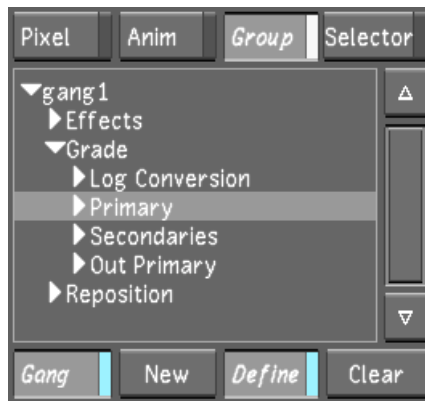 Pixel Anim Group Selector
gang1
Effects
Grade
Log Conversion
Primary
Secondaries
Out Primary
Reposition
Gang New Define Clear